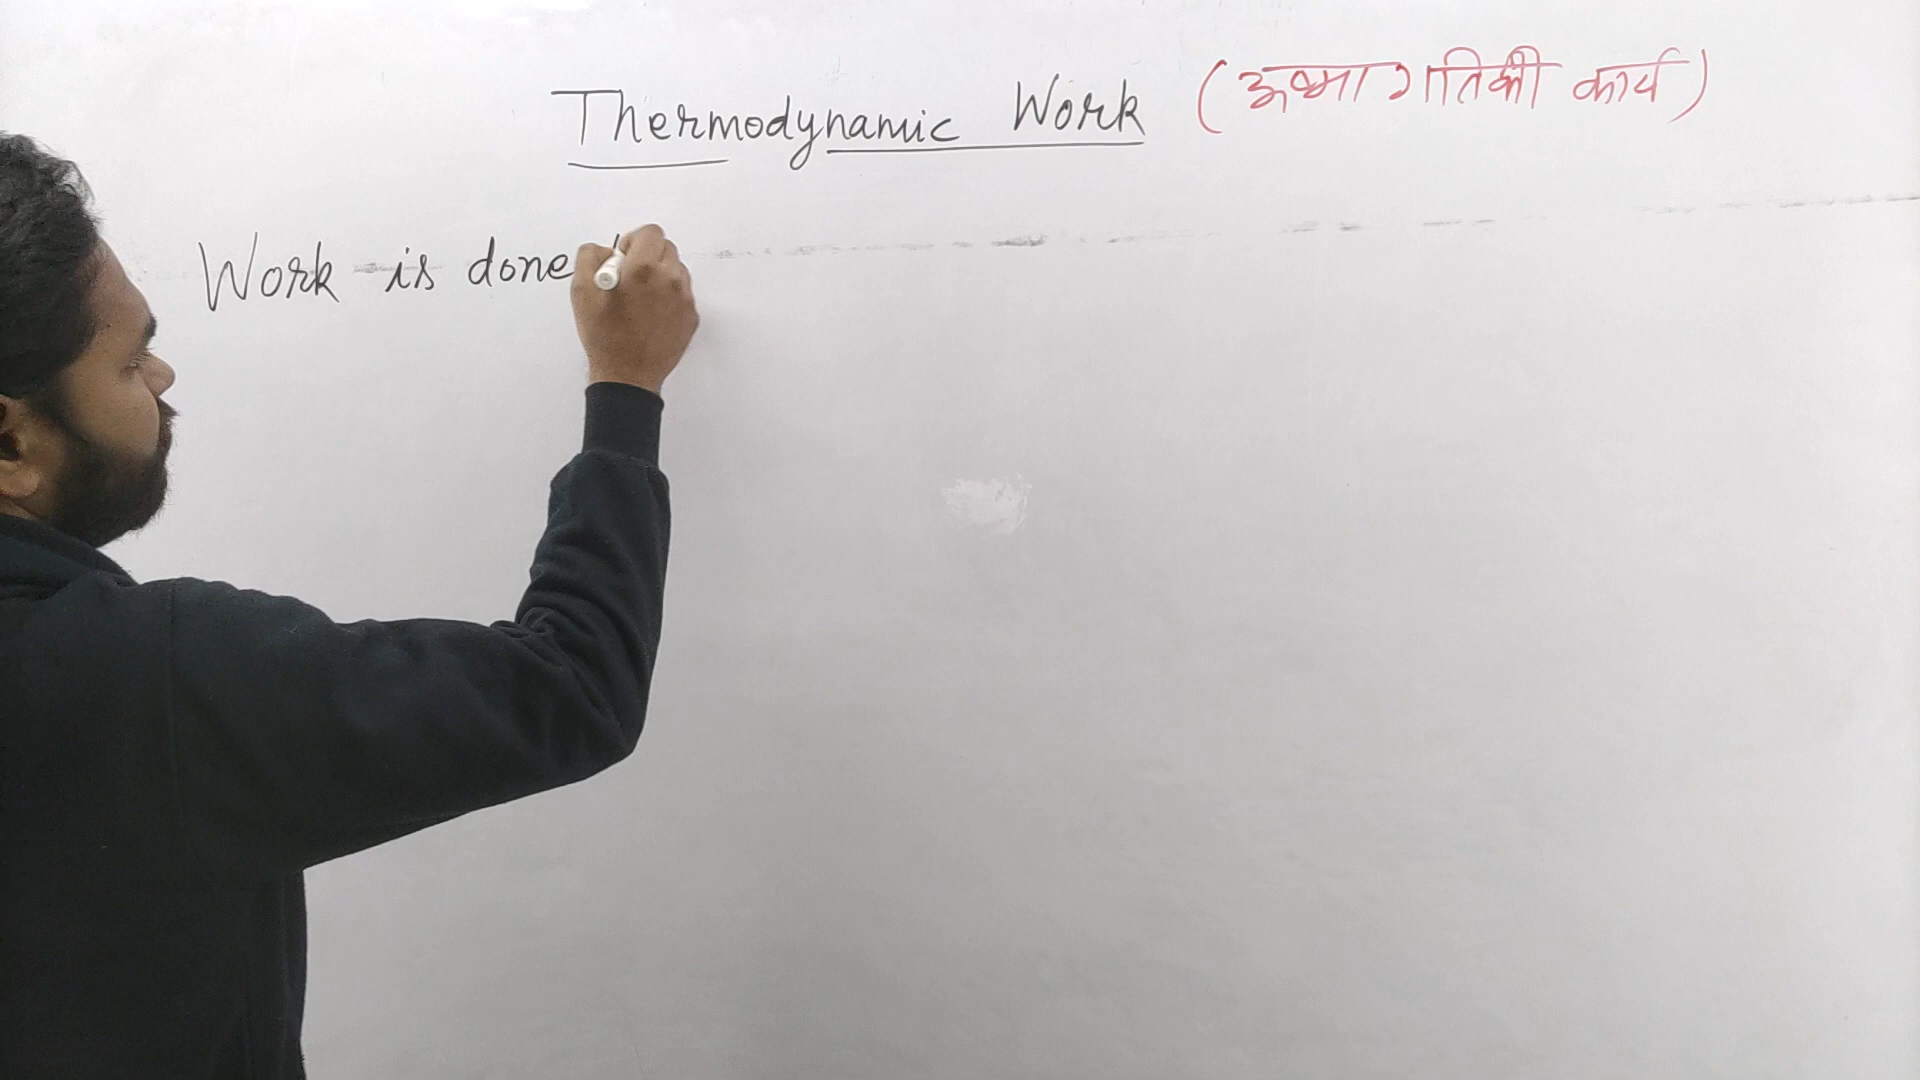 Thermodynamic Work (ऊष्मा गतिकी कार्य)
Work is done